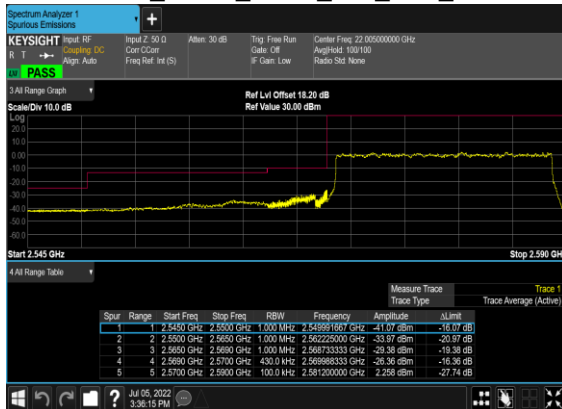 Spectrum Analyzer 1
Spurious Emissions
+
KEYSIGHT Input: RF Input Z: 50 Ω Atten: 30 dB Trig: Free Run Center Freq: 22.005000000 GHz
R T Coupling: DC Corr CCorr Gate: Off Avg|Hold: 100/100
Align: Auto Freq Ref: Int (S) IF Gain: Low Radio Std: None
PASS
3 All Range Graph
Ref Lvl Offset 18.20 dB
Scale/Div 10.0 dB Ref Value 30.00 dBm
Log
20.0
10.0
0.00
-10.0
-20.0
-30.0
-40.0
-50.0
-60.0
Start 2.545 GHz Stop 2.590 GH
4 All Range Table
Measure Trace Trace 1
Trace Type Trace Average (Active)
Spur Range Start Freq Stop Freq RBW Frequency Amplitude ΔLimit
1 1 2.5450 GHz 2.5500 GHz 1.000 MHz 2.549991667 GHz -41.07 dBm -16.07 dB
2 2 2.5500 GHz 2.5650 GHz 1.000 MHz 2.562225000 GHz -33.97 dBm -20.97 dB
3 3 2.5650 GHz 2.5690 GHz 1.000 MHz 2.568733333 GHz -29.38 dBm -19.38 dB
4 4 2.5690 GHz 2.5700 GHz 430.0 kHz 2.569988333 GHz -26.36 dBm -16.36 dB
5 5 2.5700 GHz 2.5900 GHz 100.0 kHz 2.581200000 GHz 2.258 dBm -27.74 dB
? Jul 05, 2022
3:36:15 PM